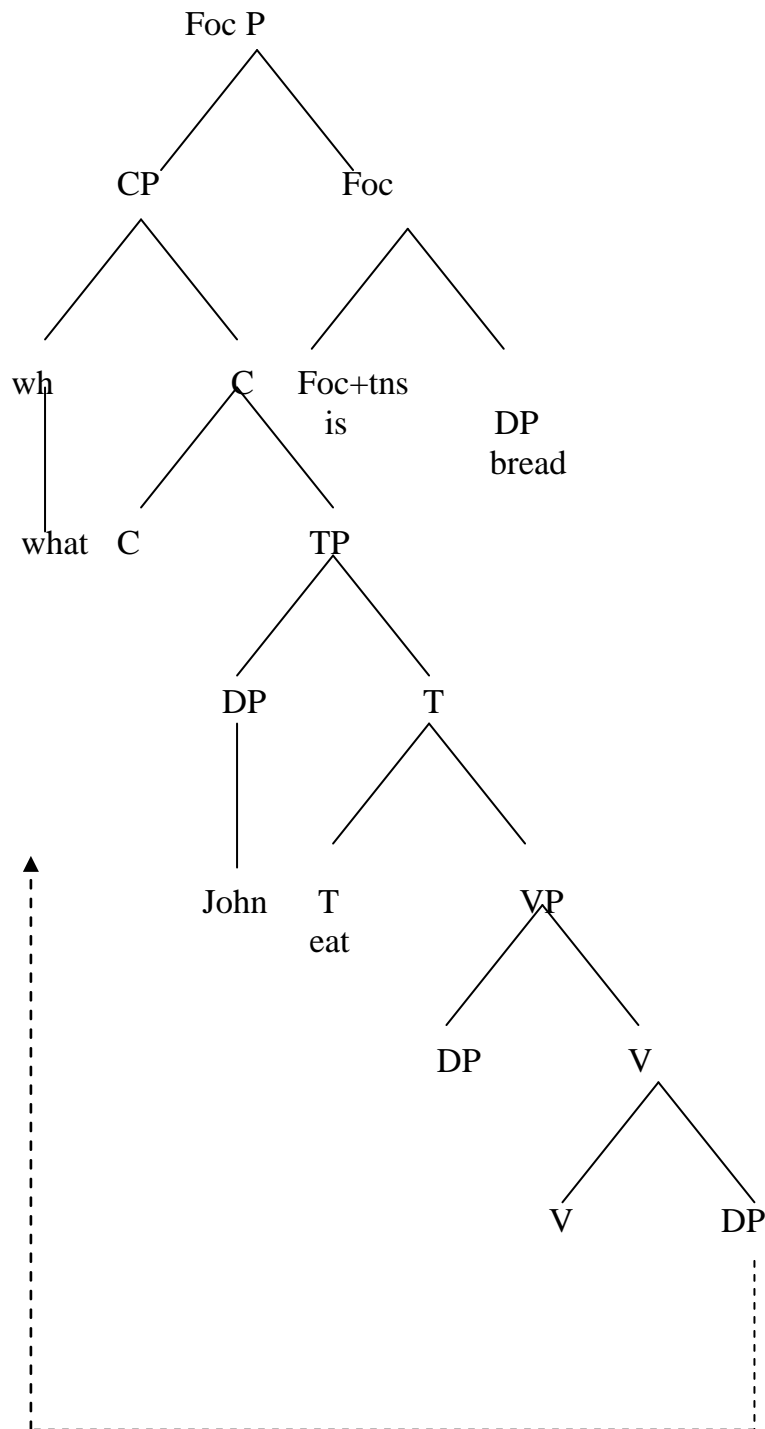 Foc P
CP Foc
wh C Foc+tns
is DP
bread
what C TP
DP T
John T VP
eat
DP V
V DP